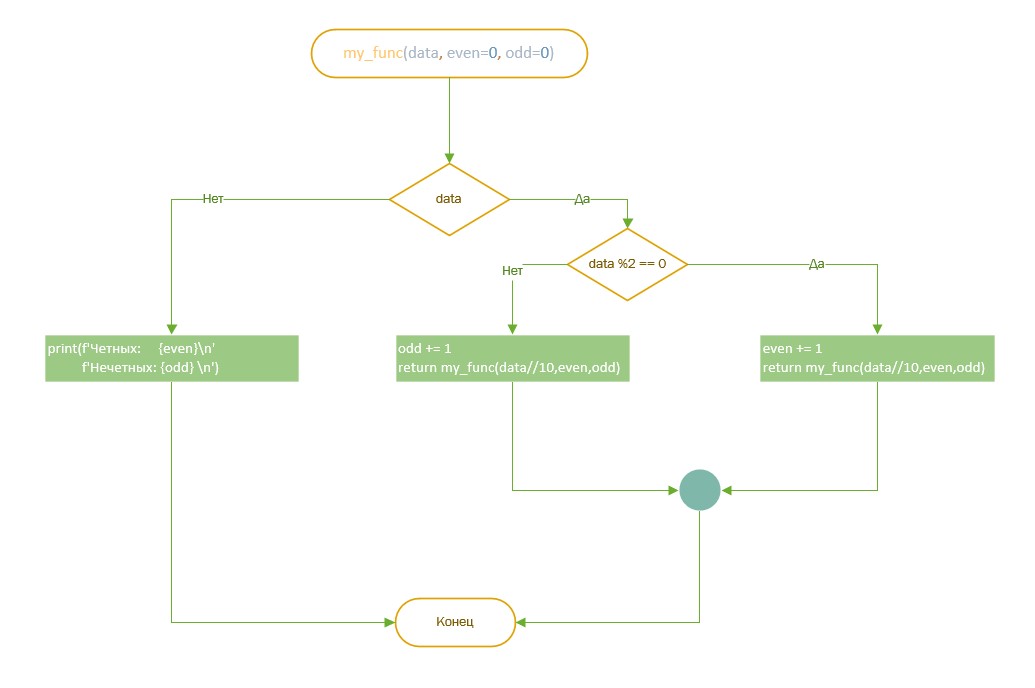 my_func(data, even=0, odd=0)
data
Нет
Да
data %2 == 0
Нет
Да
print(f'Четных:     {even}\n'
f'Нечетных: {odd} \n')
odd += 1
return my_func(data//10,even,odd)
even += 1
return my_func(data//10,even,odd)
Конец